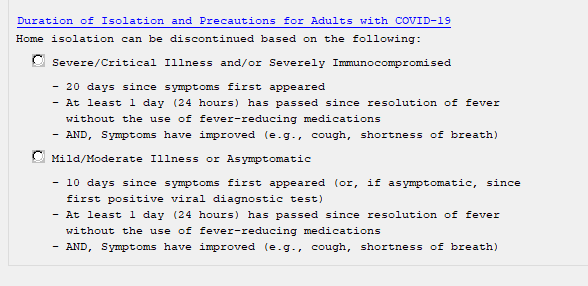 Duration of Isolation and Precautions for Adults with COVID-19
Home isolation can be discontinued based on the following:
Severe/Critical Illness and/or Severely Immunocompromised
- 20 days since symptoms first appeared
- At least 1 day (24 hours) has passed since resolution of fever
without the use of fever-reducing medications
- AND, Symptoms have improved (e.g., cough, shortness of breath)
Mild/Moderate Illness or Asymptomatic
- 10 days since symptoms first appeared (or, if asymptomatic, since
first positive viral diagnostic test)
- At least 1 day (24 hours) has passed since resolution of fever
without the use of fever-reducing medications
- AND, Symptoms have improved (e.g., cough, shortness of breath)